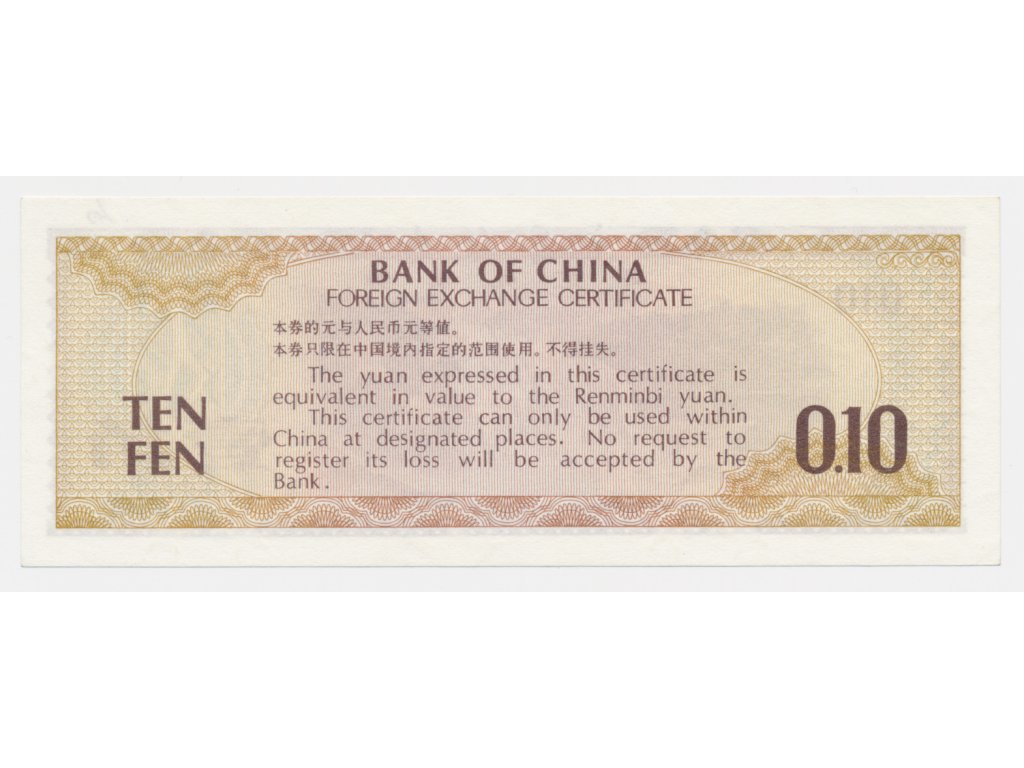 BANK OF CHINA
FOREIGN EXCHANGE CERTIFICATE
本券的元与人民币元等值。
本券只限在中国境内指定的范围使用。不得挂失。
The yuan expressed in this certificate is
equivalent in value to the Renminbi yuan.
This certificate can only be used within
China at designated places. No request to
register its loss will be accepted by the
Bank.
TEN
FEN
0.10